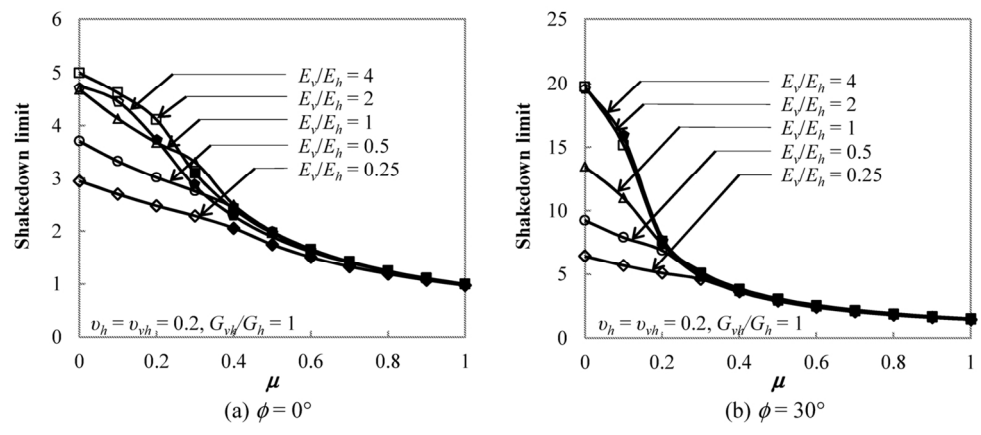 Shakedown limit
6
5
4
3
2
1
0
E_v/E_h = 4
E_v/E_h = 2
E_v/E_h = 1
E_v/E_h = 0.5
E_v/E_h = 0.25
υ_h = υ_vh = 0.2, G_vh/G_h = 1
0 0.2 0.4 0.6 0.8 1
μ
(a) ϕ = 0°
Shakedown limit
25
20
15
10
5
0
E_v/E_h = 4
E_v/E_h = 2
E_v/E_h = 1
E_v/E_h = 0.5
E_v/E_h = 0.25
υ_h = υ_vh = 0.2, G_vh/G_h = 1
0 0.2 0.4 0.6 0.8 1
μ
(b) ϕ = 30°